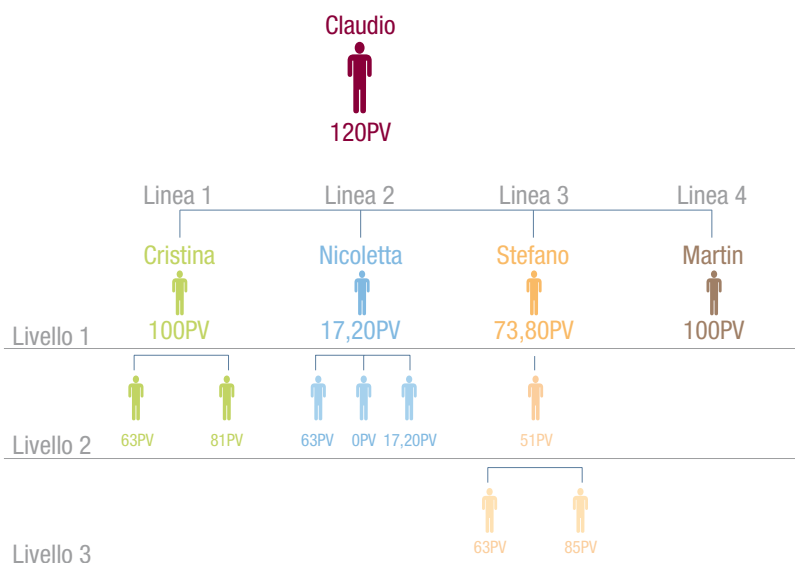 Claudio
120PV
Linea 1 Linea 2 Linea 3 Linea 4
Cristina Nicoletta Stefano Martin
Livello 1 100PV 17,20PV 73,80PV 100PV
Livello 2 63PV 81PV 63PV 0PV 17,20PV 51PV
Livello 3 63PV 85PV